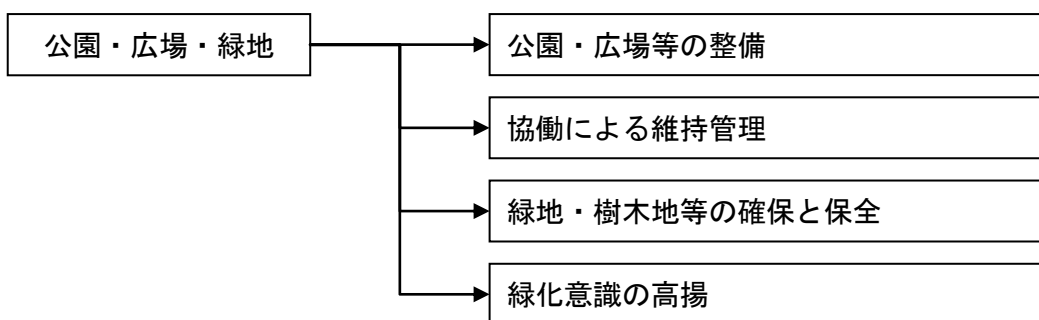 公園・広場・緑地
公園・広場等の整備
協働による維持管理
緑地・樹木地等の確保と保全
緑化意識の高揚